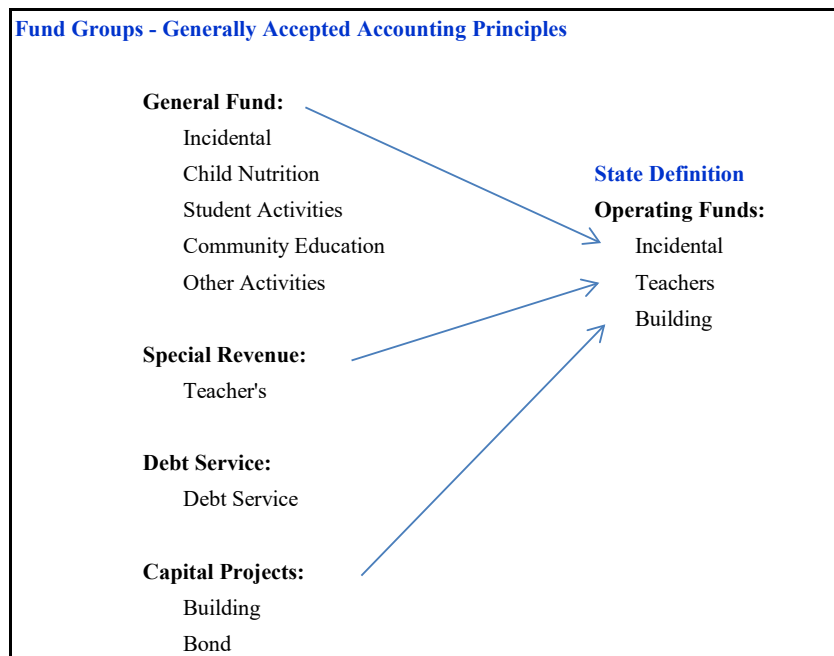 Fund Groups - Generally Accepted Accounting Principles
General Fund:
Incidental
Child Nutrition
Student Activities
Community Education
Other Activities
Special Revenue:
Teacher's
Debt Service:
Debt Service
Capital Projects:
Building
Bond
State Definition
Operating Funds:
Incidental
Teachers
Building